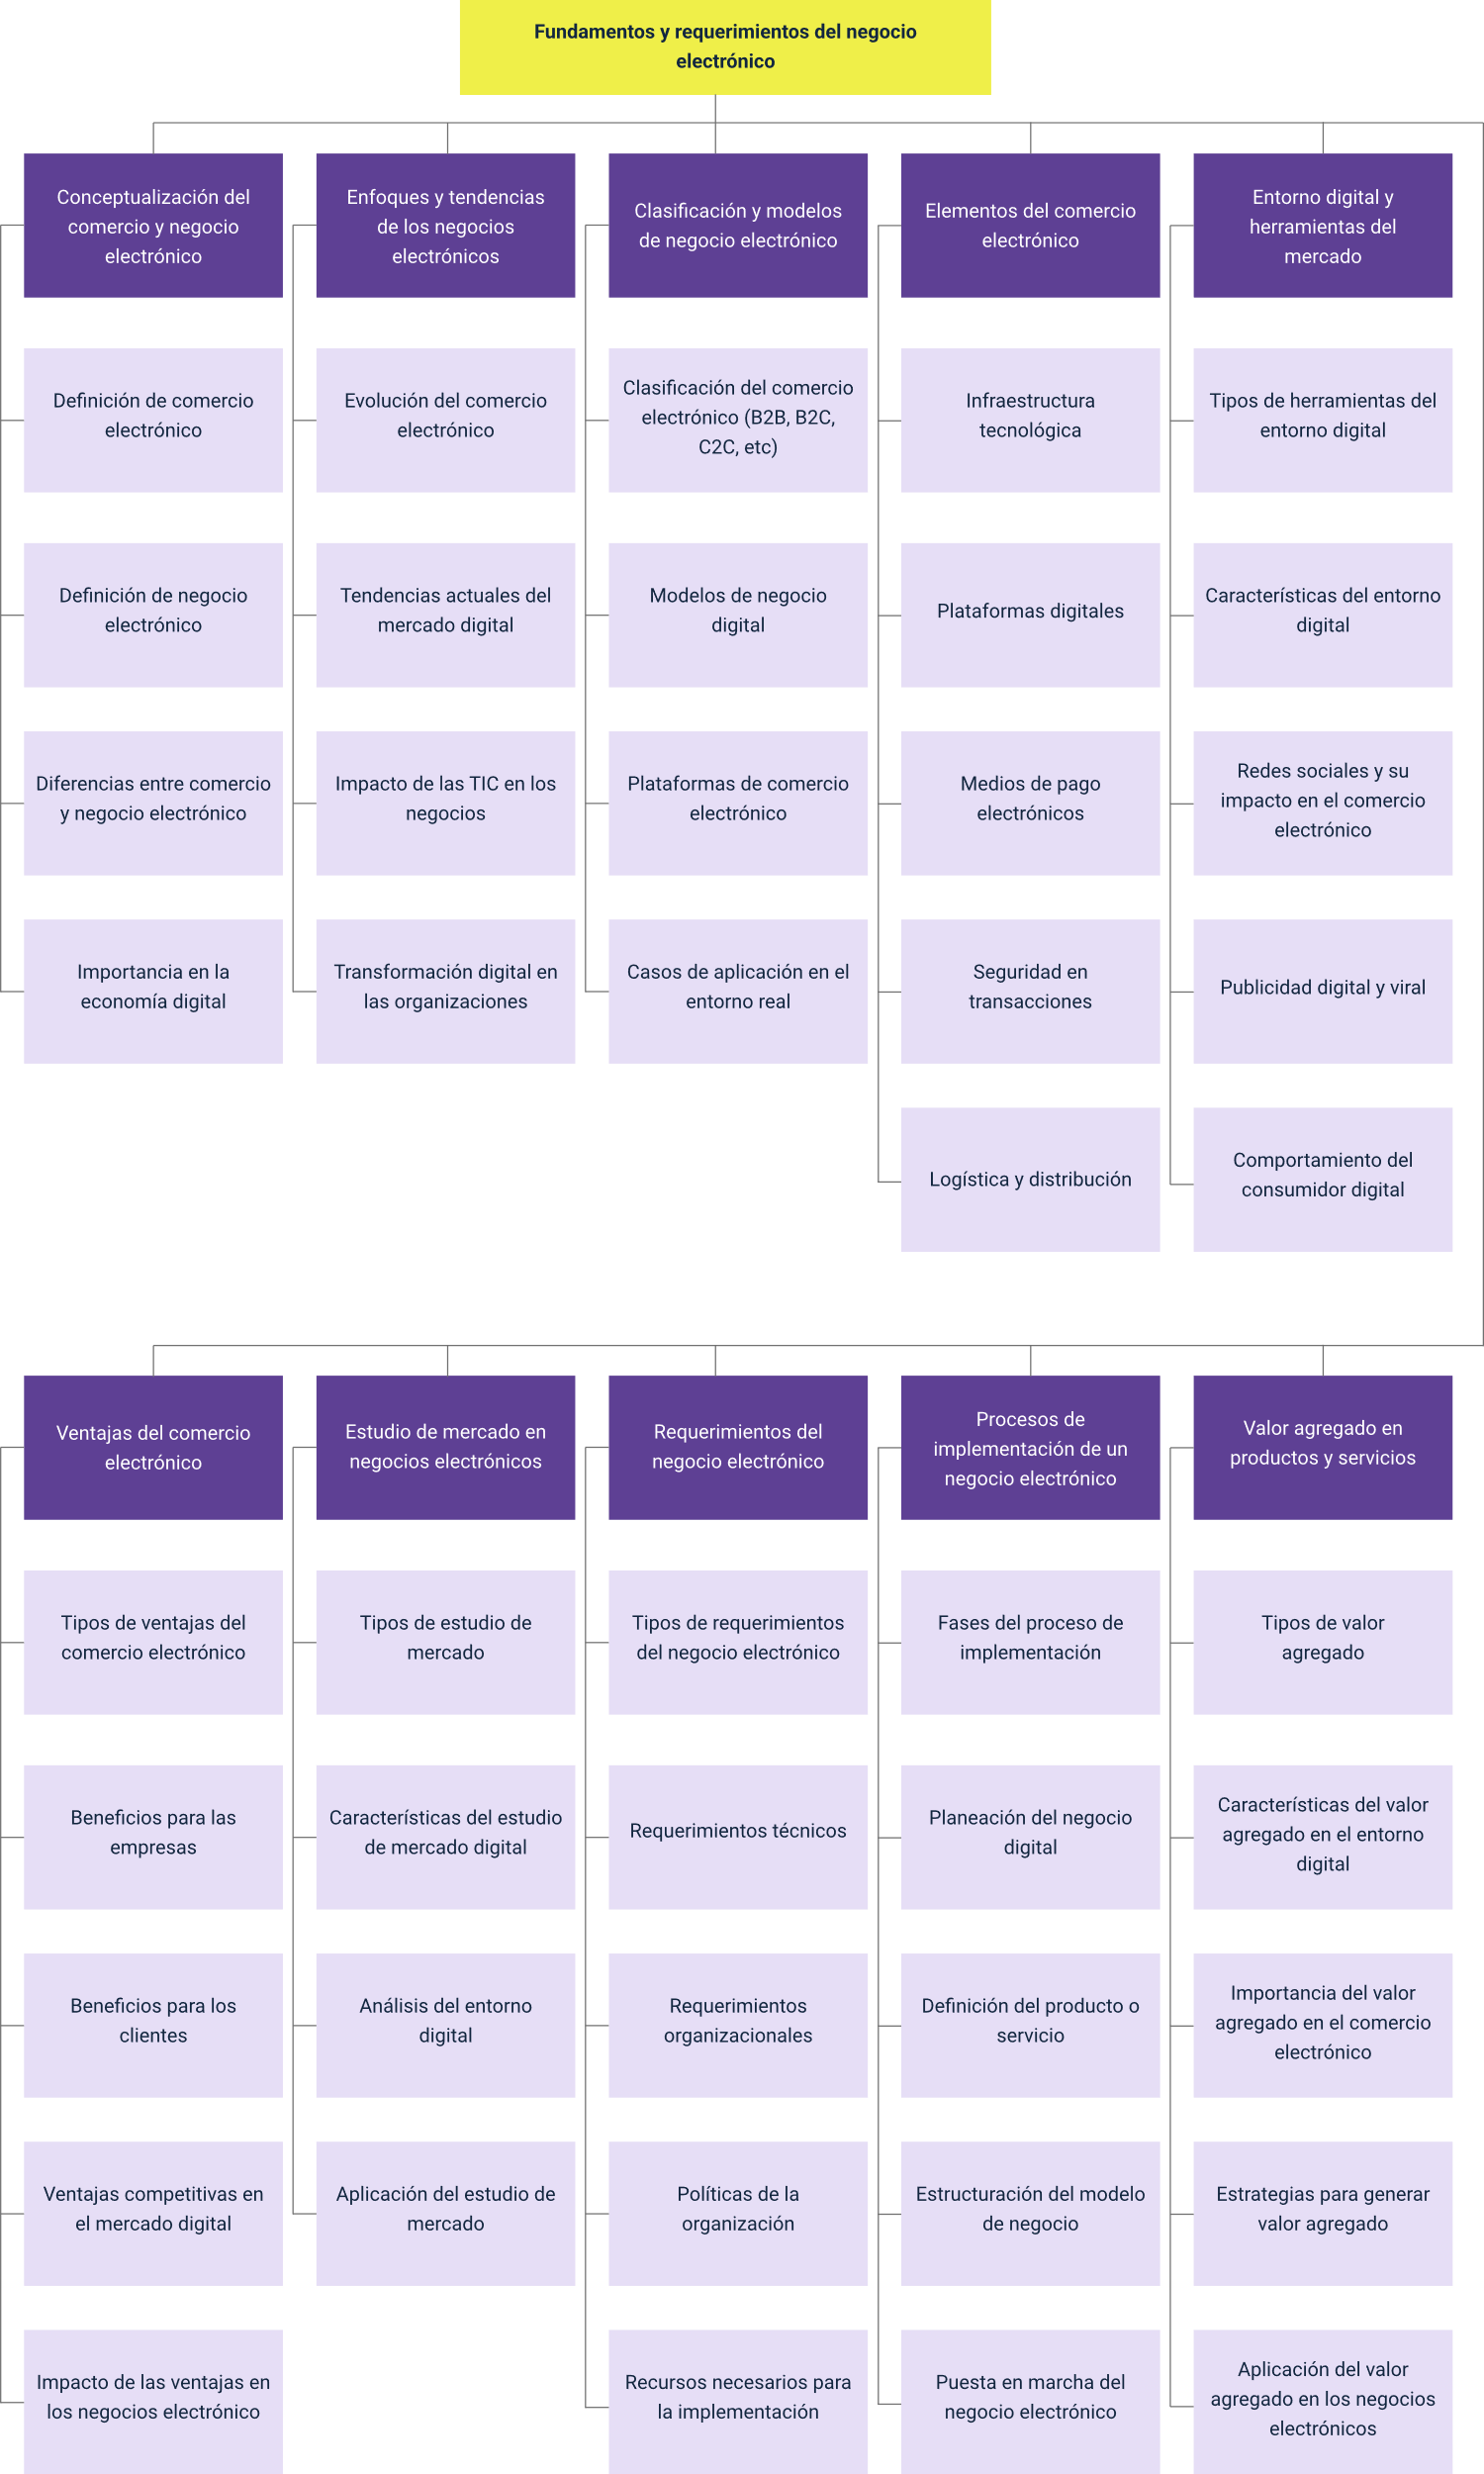 Fundamentos y requerimientos del negocio
electrónico
Conceptualización del
comercio y negocio
electrónico
Definición de comercio
electrónico
Definición de negocio
electrónico
Diferencias entre comercio
y negocio electrónico
Importancia en la
economía digital
Enfoques y tendencias
de los negocios
electrónicos
Evolución del comercio
electrónico
Tendencias actuales del
mercado digital
Impacto de las TIC en los
negocios
Transformación digital en
las organizaciones
Clasificación y modelos
de negocio electrónico
Clasificación del comercio
electrónico (B2B, B2C,
C2C, etc)
Modelos de negocio
digital
Plataformas de comercio
electrónico
Casos de aplicación en el
entorno real
Elementos del comercio
electrónico
Infraestructura
tecnológica
Plataformas digitales
Medios de pago
electrónicos
Seguridad en
transacciones
Logística y distribución
Entorno digital y
herramientas del
mercado
Tipos de herramientas del
entorno digital
Características del entorno
digital
Redes sociales y su
impacto en el comercio
electrónico
Publicidad digital y viral
Comportamiento del
consumidor digital
Ventajas del comercio
electrónico
Tipos de ventajas del
comercio electrónico
Beneficios para las
empresas
Beneficios para los
clientes
Ventajas competitivas en
el mercado digital
Impacto de las ventajas en
los negocios electrónico
Estudio de mercado en
negocios electrónicos
Tipos de estudio de
mercado
Características del estudio
de mercado digital
Análisis del entorno
digital
Aplicación del estudio de
mercado
Requerimientos del
negocio electrónico
Tipos de requerimientos
del negocio electrónico
Requerimientos técnicos
Requerimientos
organizacionales
Políticas de la
organización
Recursos necesarios para
la implementación
Procesos de
implementación de un
negocio electrónico
Fases del proceso de
implementación
Planeación del negocio
digital
Definición del producto o
servicio
Estructuración del modelo
de negocio
Puesta en marcha del
negocio electrónico
Valor agregado en
productos y servicios
Tipos de valor
agregado
Características del valor
agregado en el entorno
digital
Importancia del valor
agregado en el comercio
electrónico
Estrategias para generar
valor agregado
Aplicación del valor
agregado en los negocios
electrónicos